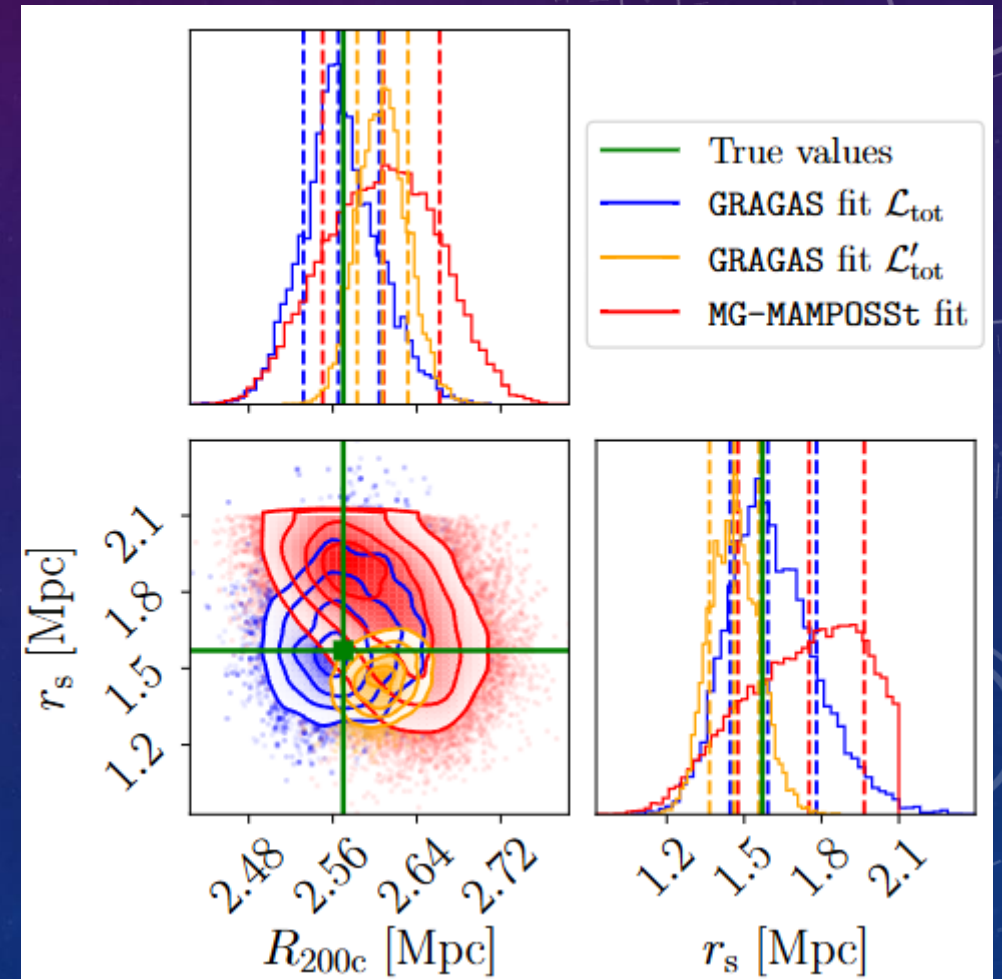 True values
GRAGAS fit 𝓛tot
GRAGAS fit 𝓛′tot
MG-MAMPOSSt fit
rs [Mpc]
2.1
1.8
1.5
1.2
2.48 2.56 2.64 2.72
R200c [Mpc]
1.2 1.5 1.8 2.1
rs [Mpc]